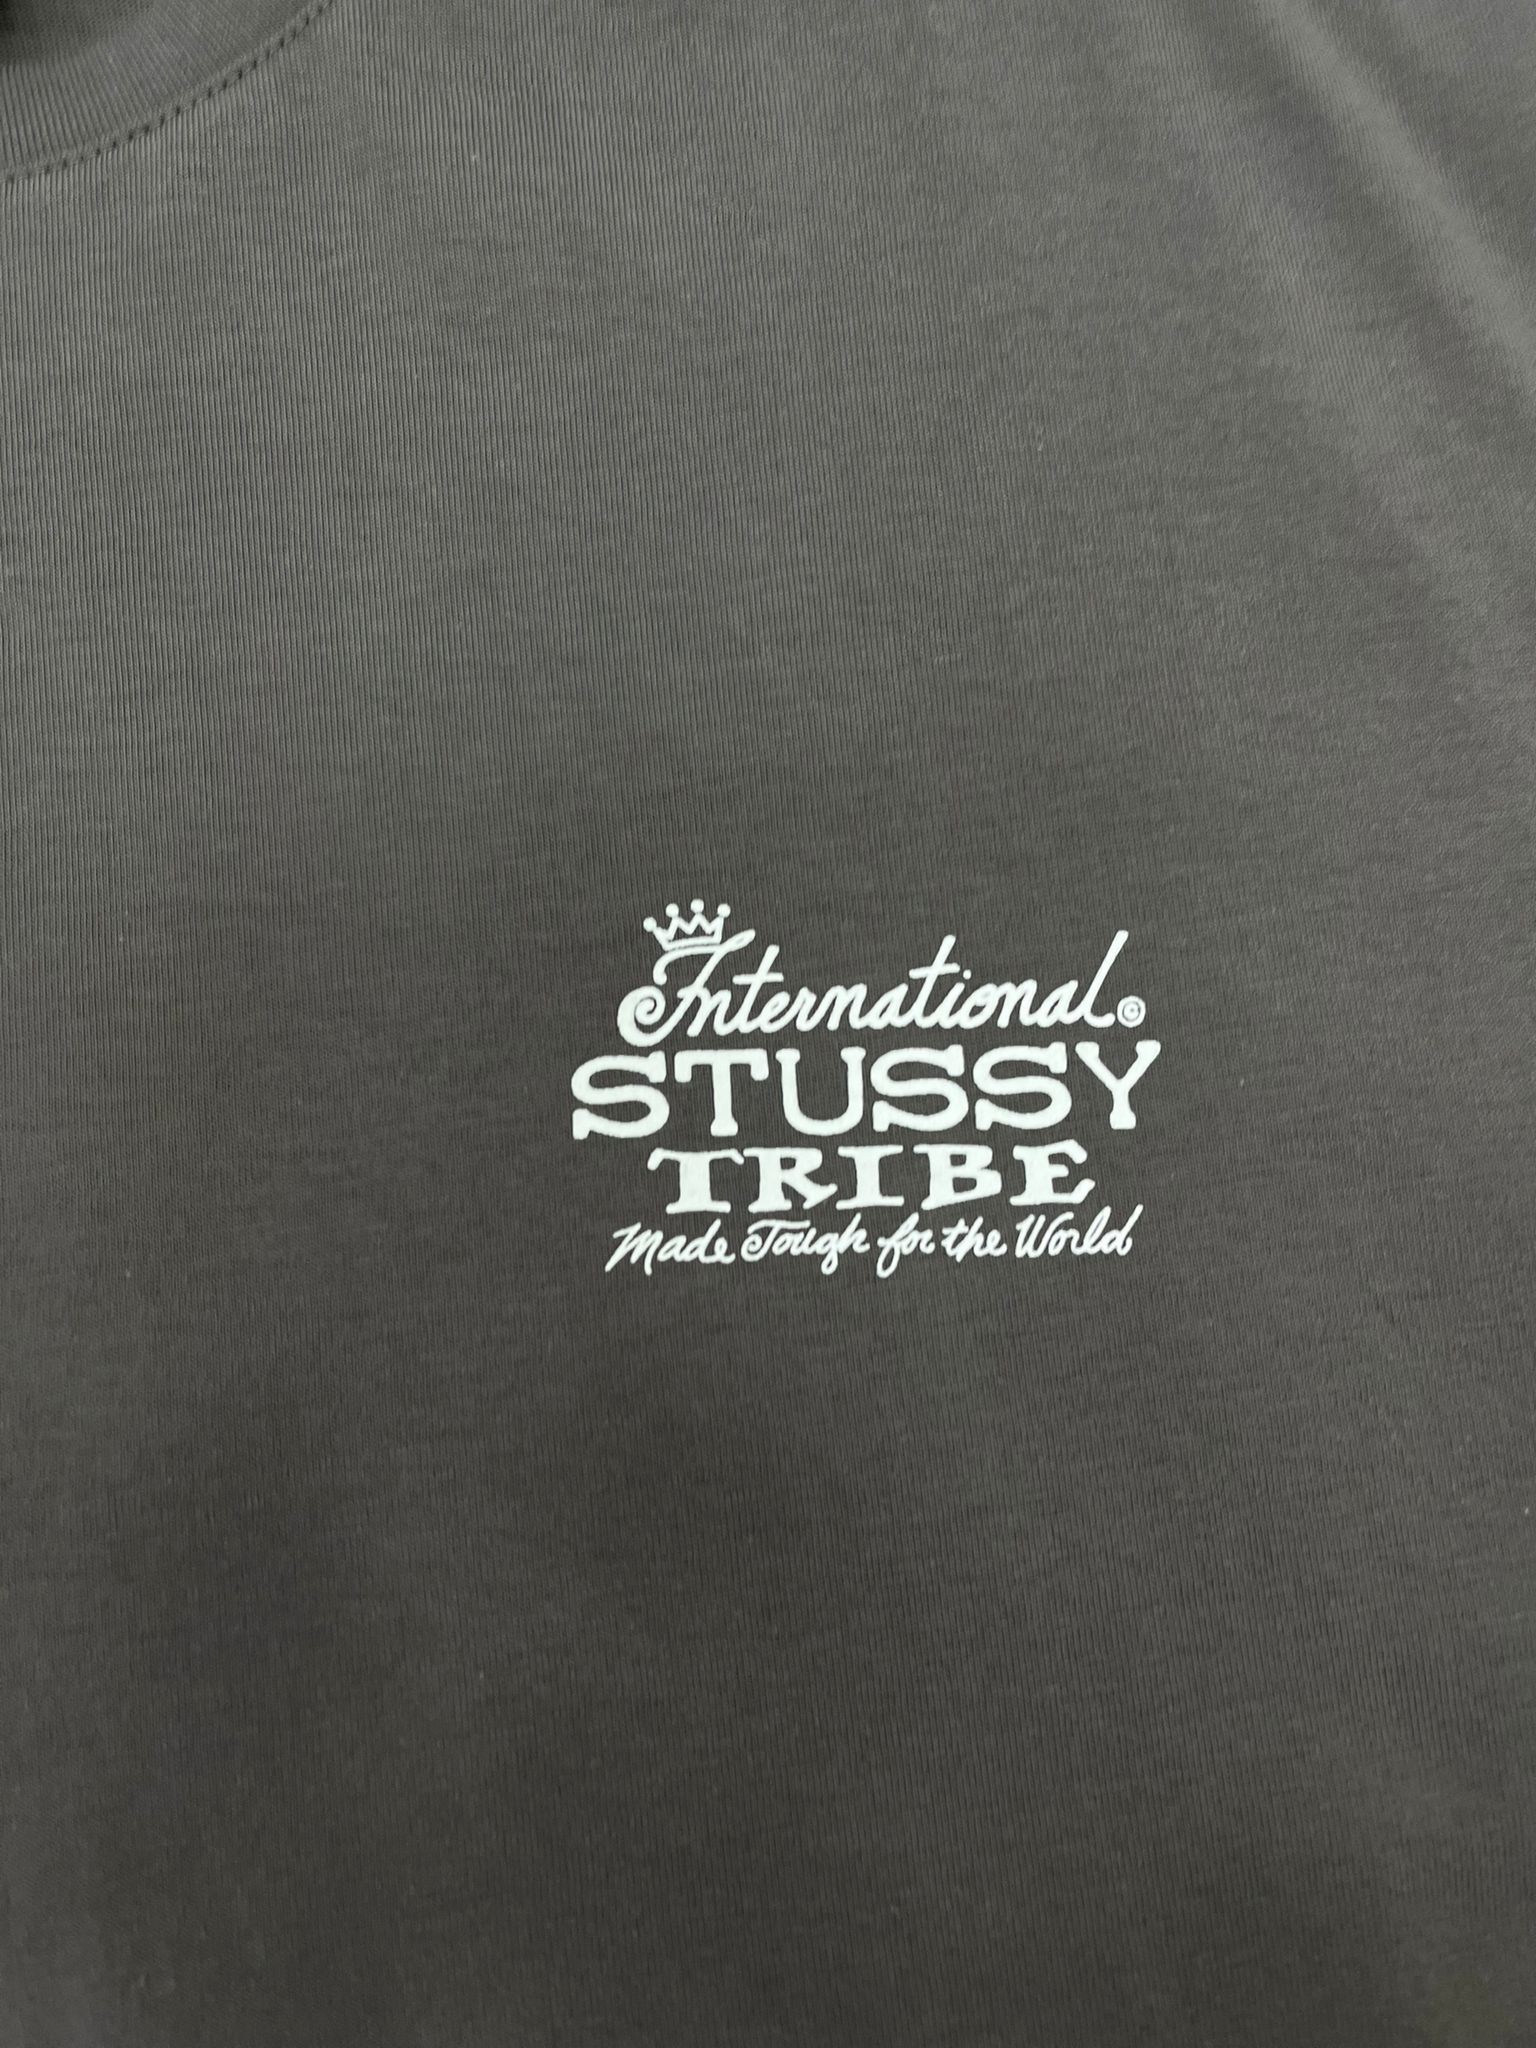 International ©
STUSSY
TRIBE
Made Tough for the World